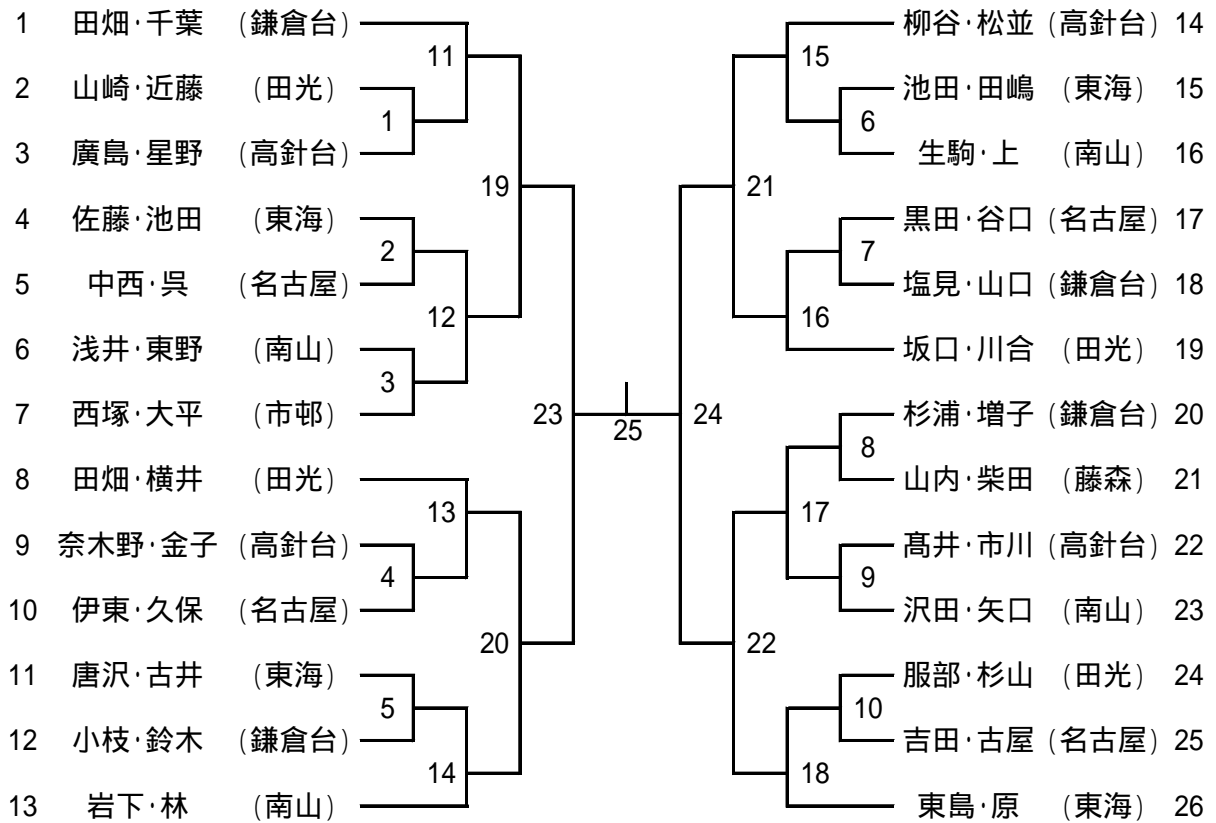 1 田畑・千葉 (鎌倉台)
2 山崎・近藤 (田光)
3 廣島・星野 (高針台)
4 佐藤・池田 (東海)
5 中西・呉 (名古屋)
6 浅井・東野 (南山)
7 西塚・大平 (市邨)
8 田畑・横井 (田光)
9 奈木野・金子 (高針台)
10 伊東・久保 (名古屋)
11 唐沢・古井 (東海)
12 小枝・鈴木 (鎌倉台)
13 岩下・林 (南山)
11
1
19
2
12
3
23
13
4
20
5
14
25
15
6
21
7
16
24
8
17
9
22
10
18
柳谷・松並 (高針台) 14
池田・田嶋 (東海) 15
生駒・上 (南山) 16
黒田・谷口 (名古屋) 17
塩見・山口 (鎌倉台) 18
坂口・川合 (田光) 19
杉浦・増子 (鎌倉台) 20
山内・柴田 (藤森) 21
髙井・市川 (高針台) 22
沢田・矢口 (南山) 23
服部・杉山 (田光) 24
吉田・古屋 (名古屋) 25
東島・原 (東海) 26